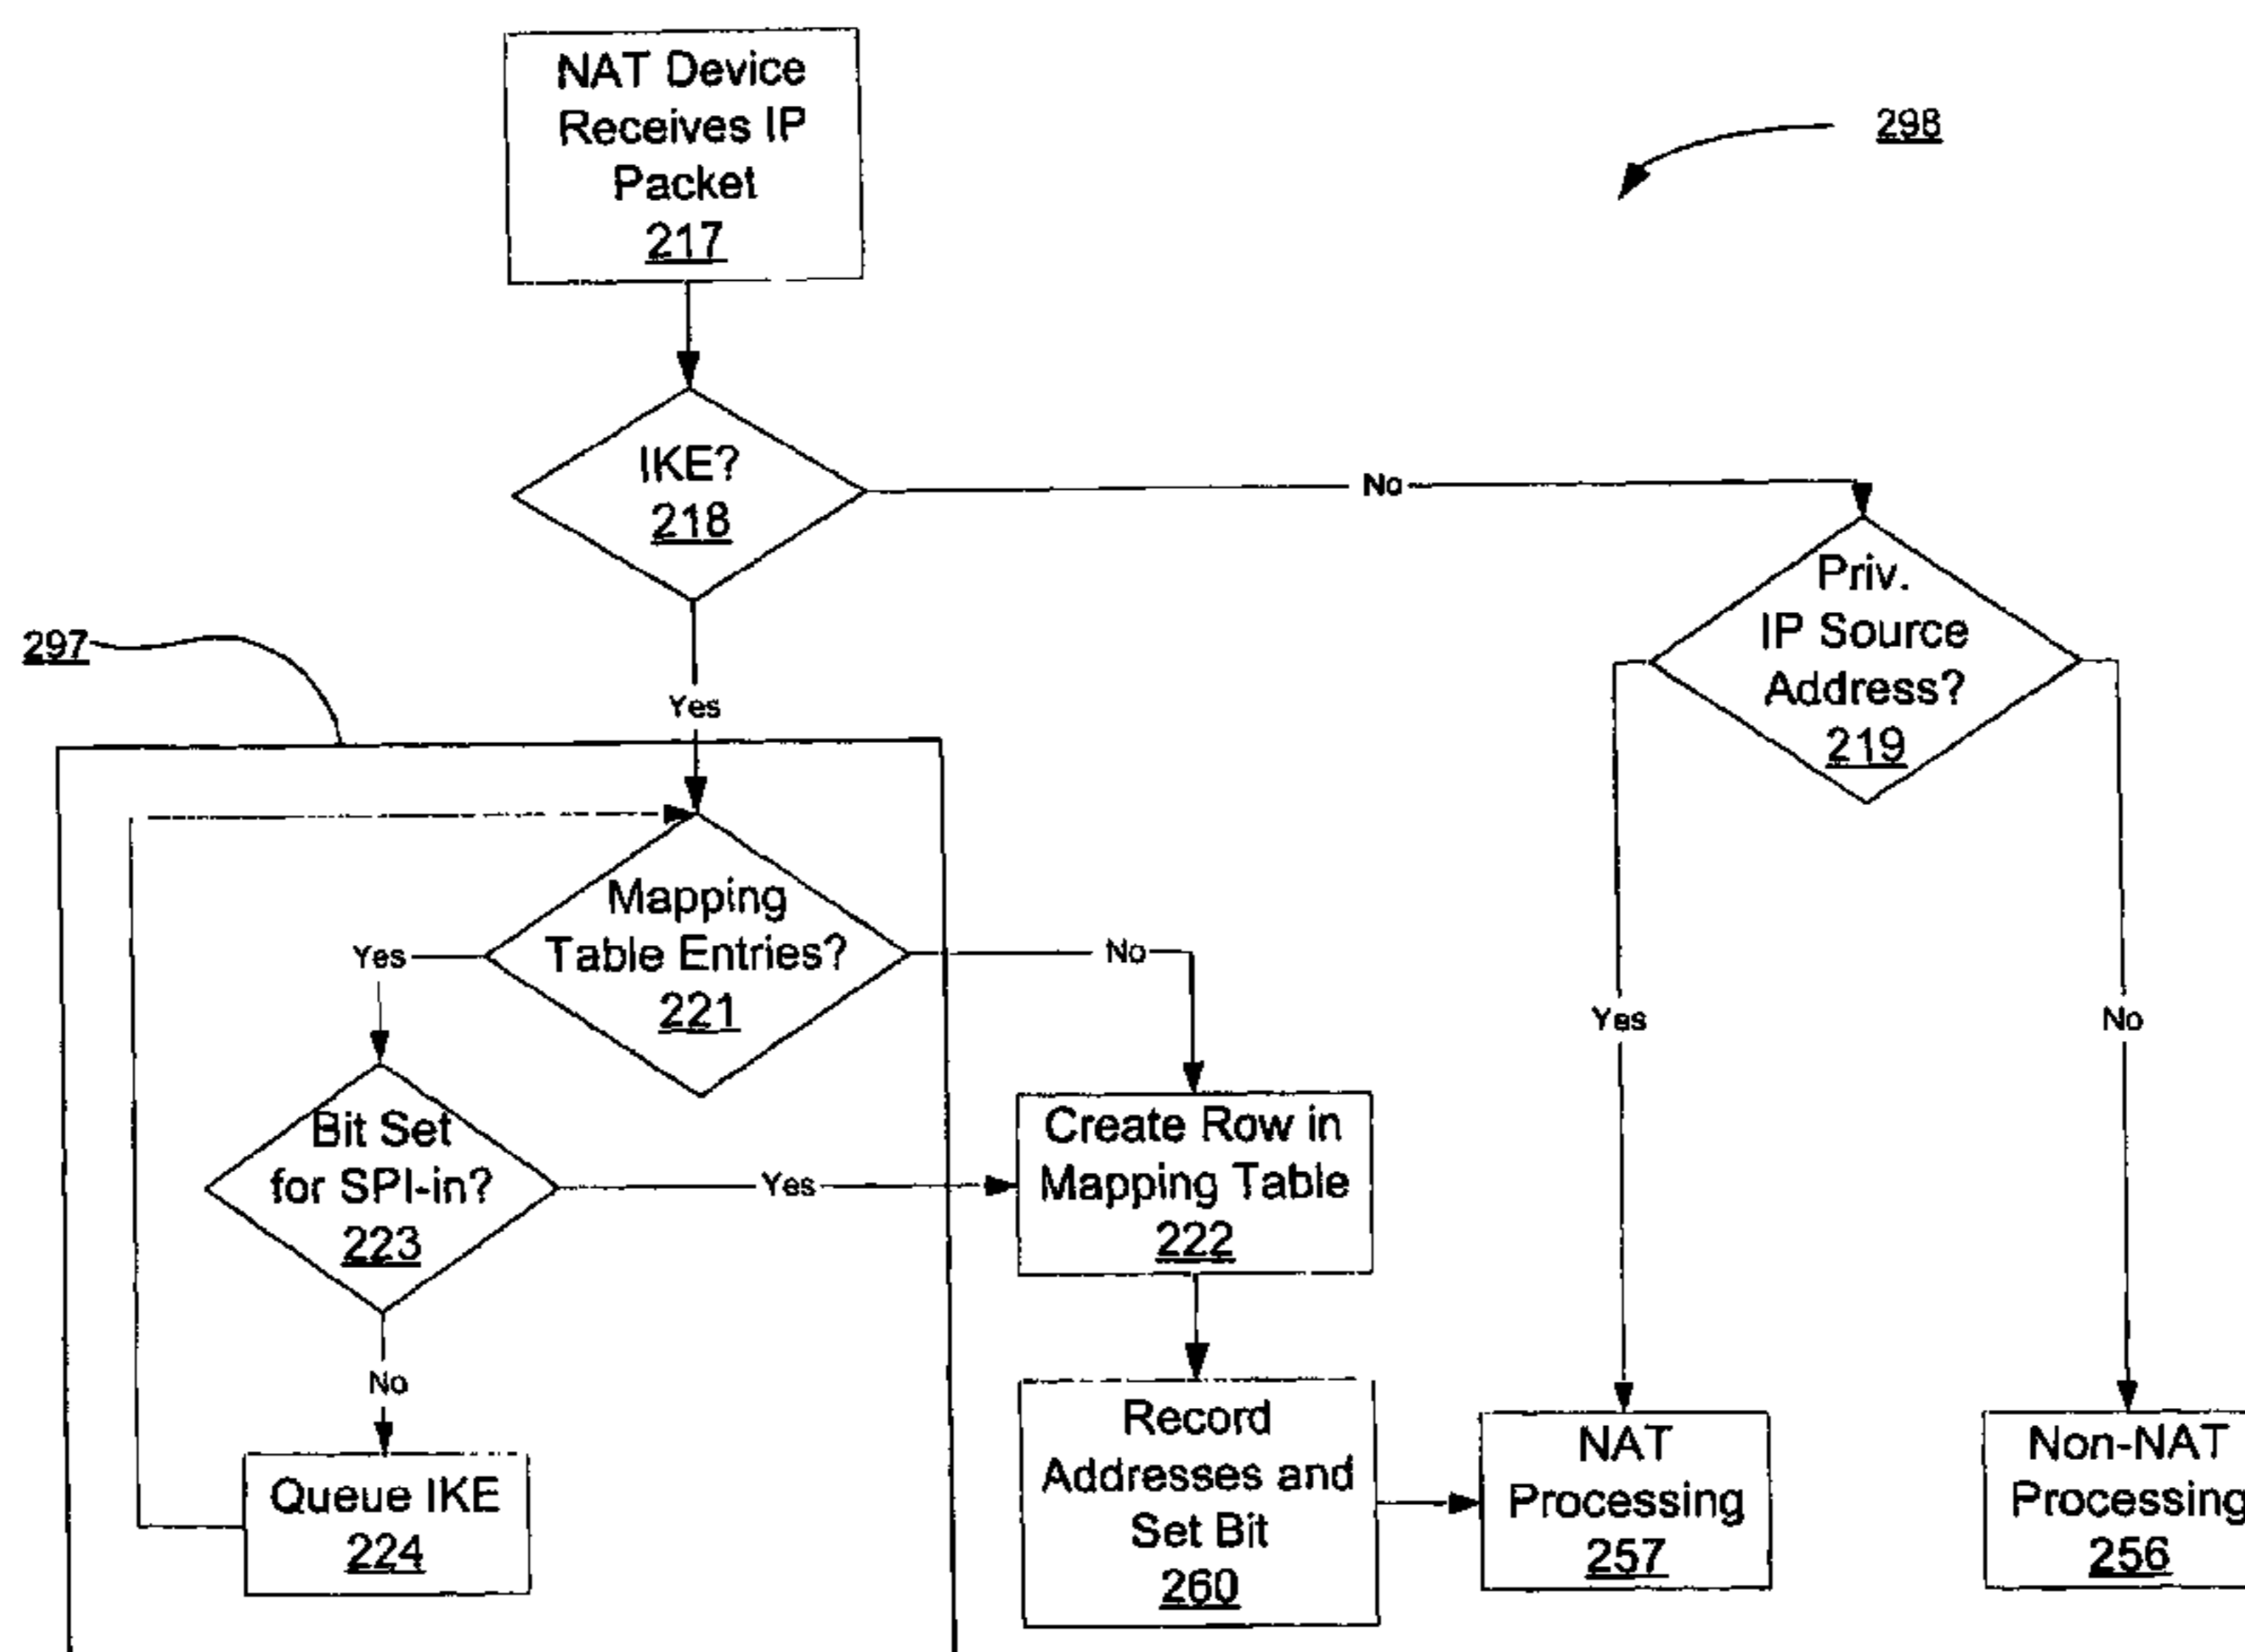 NAT Device
Receives IP
Packet
217
298
IKE?
218
No
Priv.
IP Source
Address?
219
297
Yes
Mapping
Table Entries?
221
Yes
No
Yes
No
Bit Set
for SPI-in?
223
Yes
Create Row in
Mapping Table
222
No
Queue IKE
224
Record
Addresses and
Set Bit
260
NAT
Processing
257
Non-NAT
Processing
256